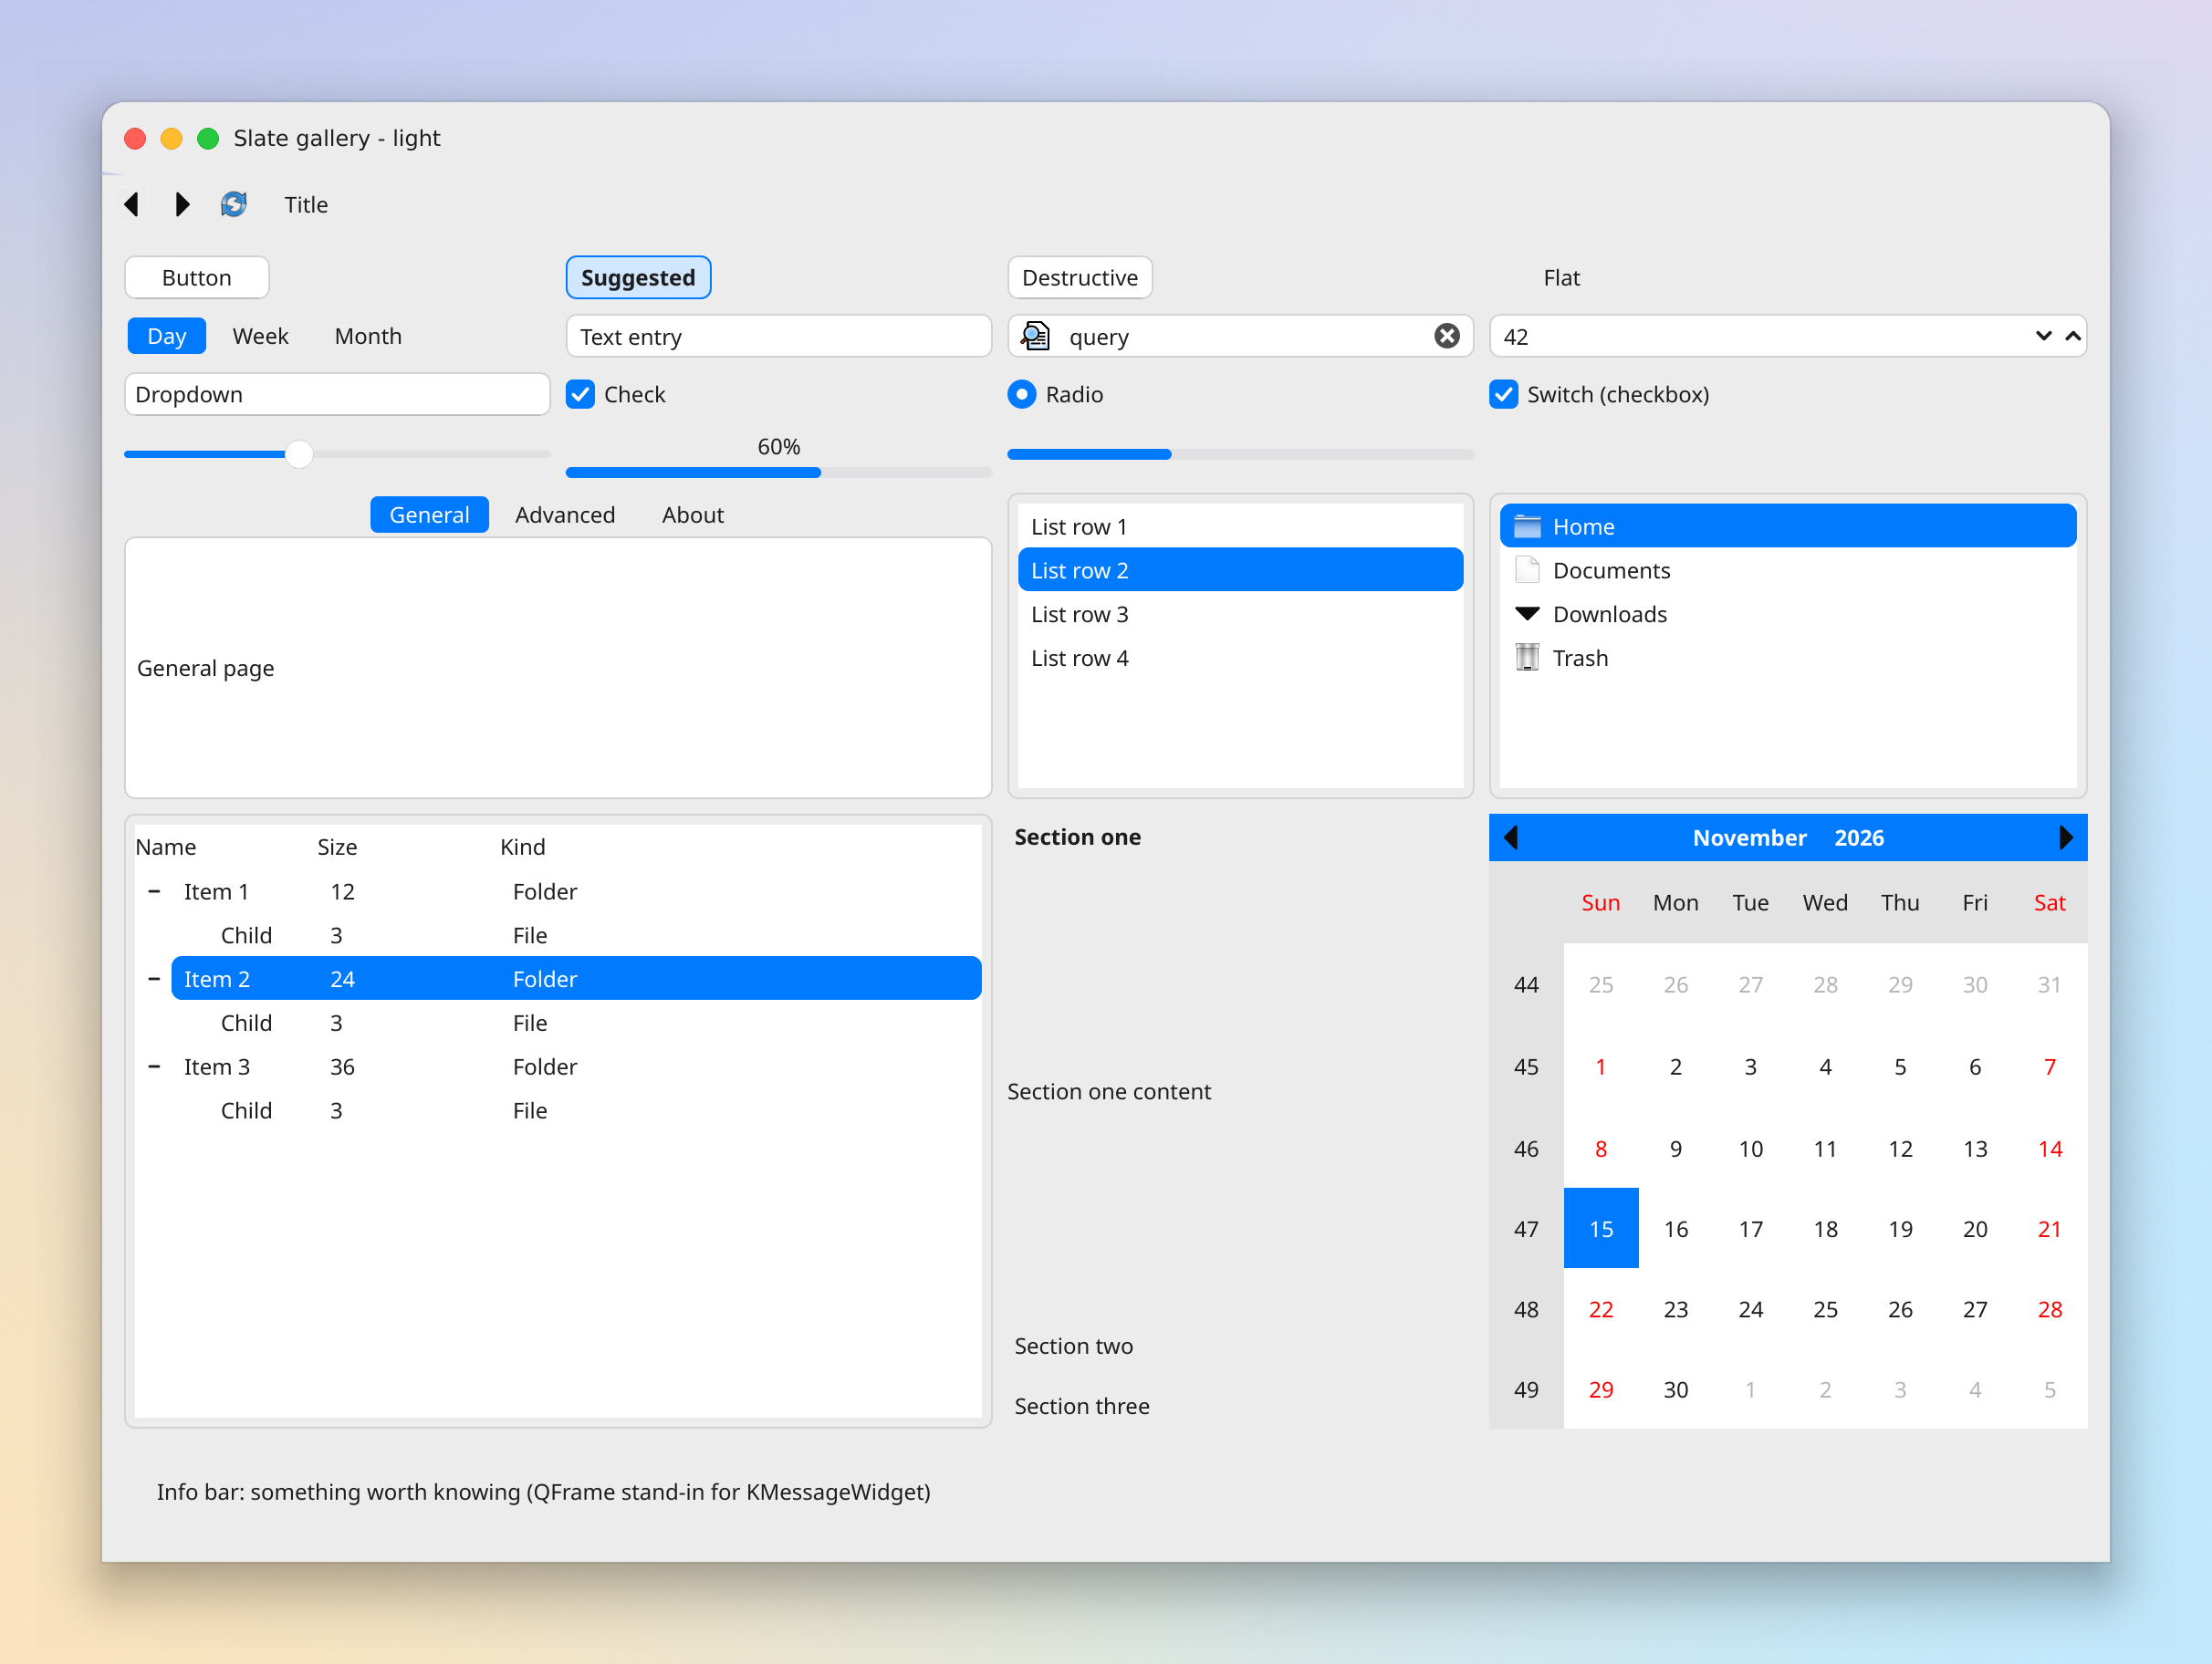 Slate gallery - light
Title
Button
Suggested
Destructive
Flat
Day Week Month
Text entry
query
42
Dropdown
Check
Radio
Switch (checkbox)
60%
General Advanced About
General page
List row 1
List row 2
List row 3
List row 4
Home
Documents
Downloads
Trash
Name Size Kind
Item 1 12 Folder
Child 3 File
Item 2 24 Folder
Child 3 File
Item 3 36 Folder
Child 3 File
Section one
Section one content
Section two
Section three
November 2026
Sun Mon Tue Wed Thu Fri Sat
44 25 26 27 28 29 30 31
45 1 2 3 4 5 6 7
46 8 9 10 11 12 13 14
47 15 16 17 18 19 20 21
48 22 23 24 25 26 27 28
49 29 30 1 2 3 4 5
Info bar: something worth knowing (QFrame stand-in for KMessageWidget)